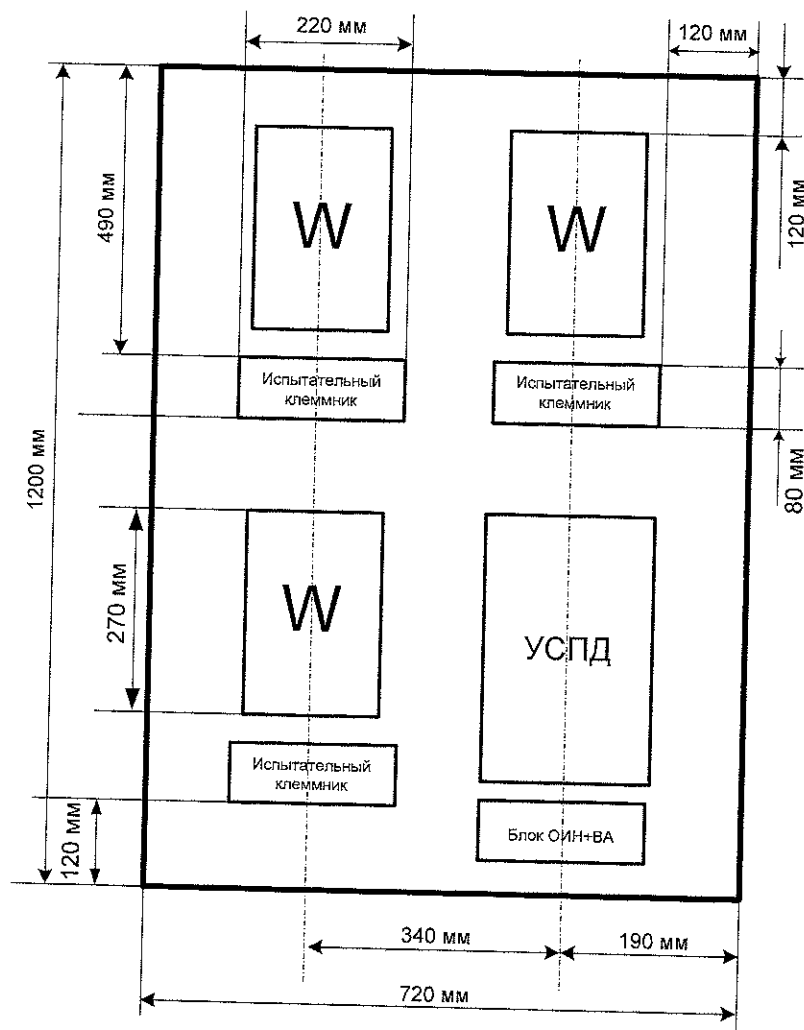 220 мм
120 мм
490 мм
W
W
120 мм
Испытательный
клеммник
Испытательный
клеммник
1200 мм
80 мм
270 мм
W
УСПД
Испытательный
клеммник
120 мм
Блок ОИН+ВА
340 мм
190 мм
720 мм